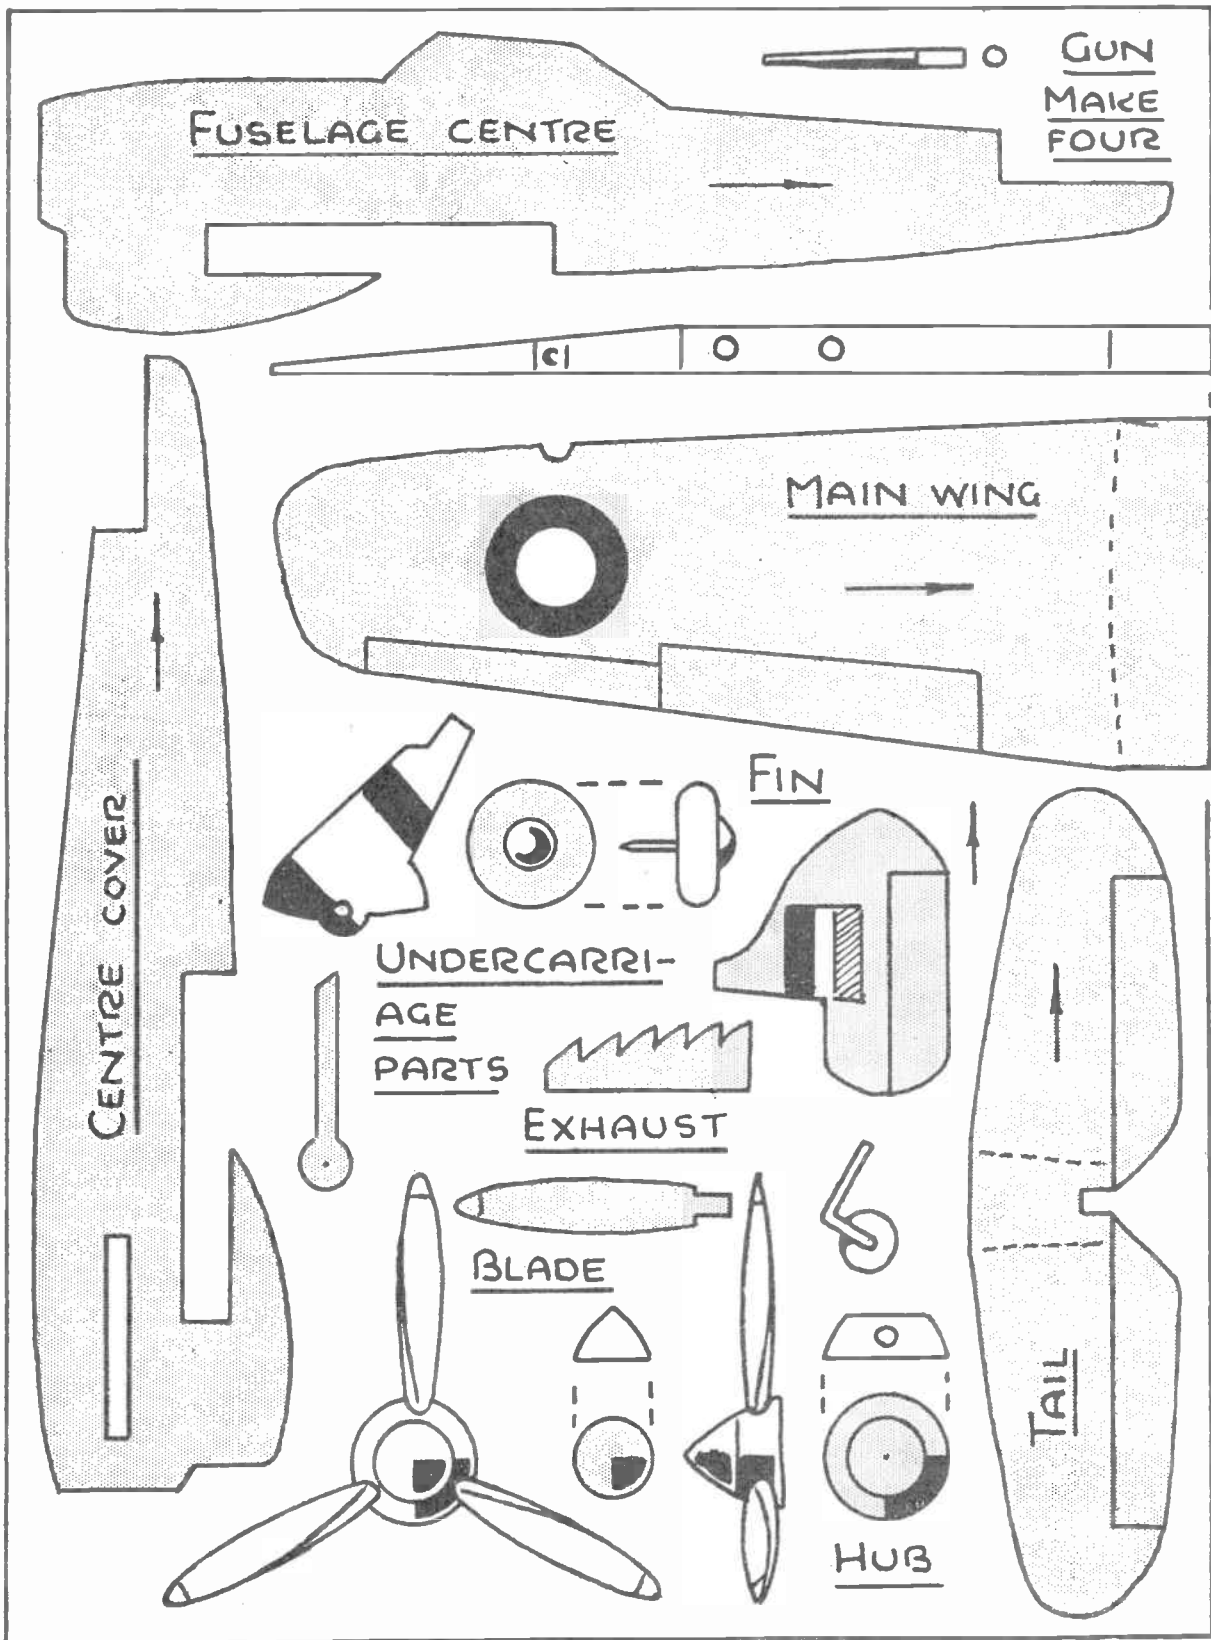 FUSELAGE CENTRE
GUN
MAKE
FOUR
MAIN WING
CENTRE COVER
FIN
UNDERCARRI-
AGE
PARTS
EXHAUST
BLADE
TAIL
HUB